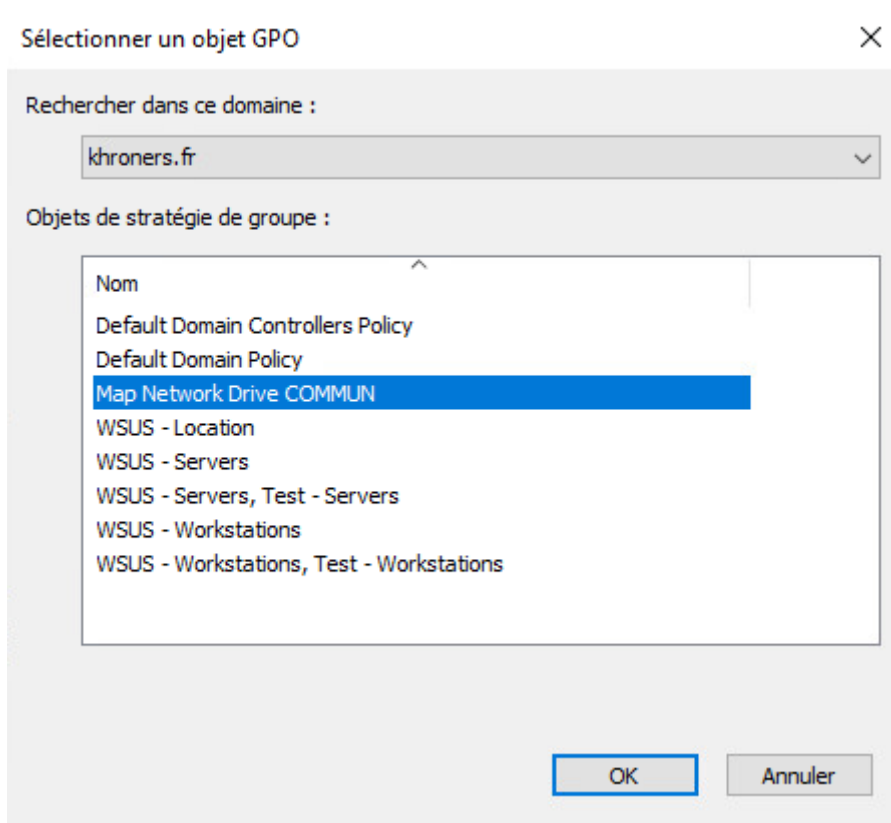 Sélectionner un objet GPO
Rechercher dans ce domaine :
khroners.fr
Objets de stratégie de groupe :
Nom
Default Domain Controllers Policy
Default Domain Policy
Map Network Drive COMMUN
WSUS - Location
WSUS - Servers
WSUS - Servers, Test - Servers
WSUS - Workstations
WSUS - Workstations, Test - Workstations
OK Annuler